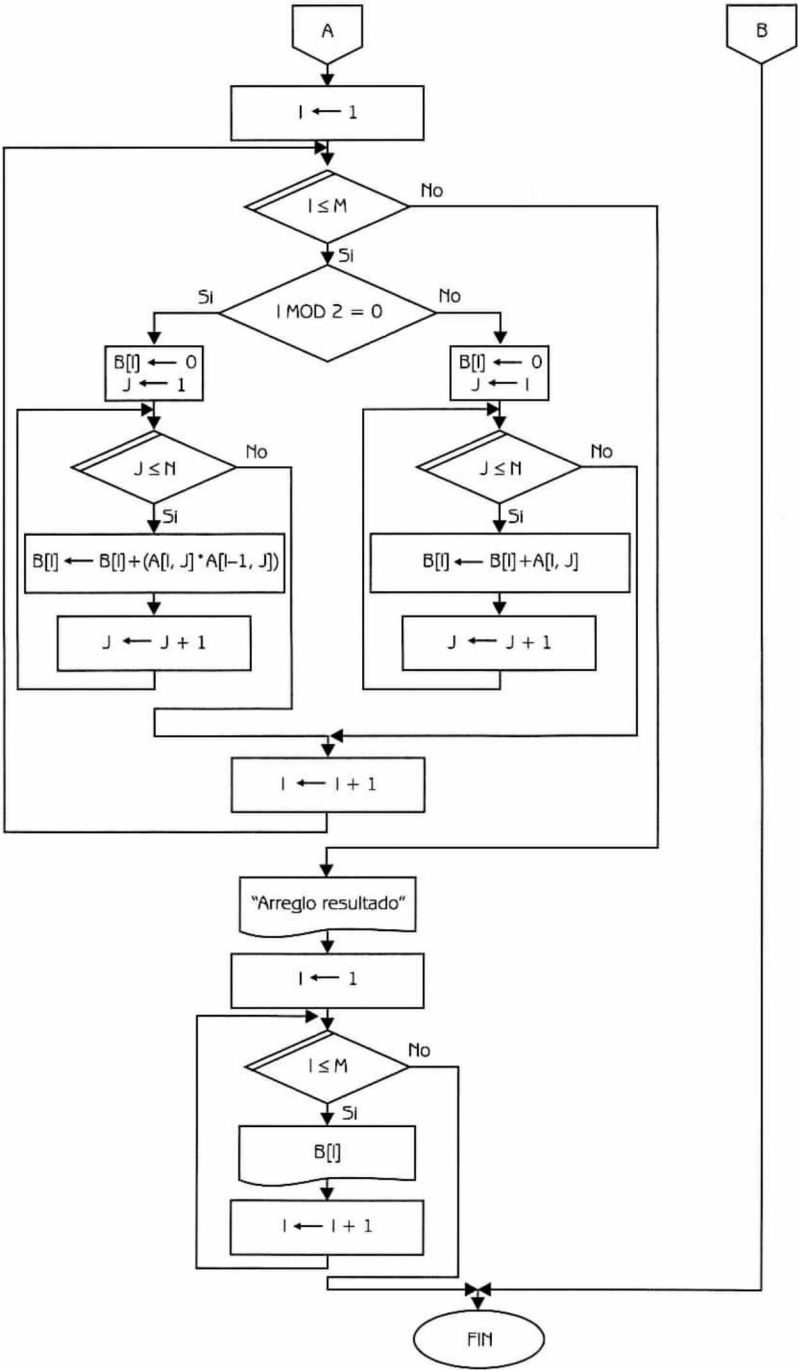 A
B
I ← 1
I ≤ M
No
Si
I MOD 2 = 0
Si
No
B[I] ← 0
J ← 1
B[I] ← 0
J ← I
J ≤ N
No
J ≤ N
No
Si
Si
B[I] ← B[I]+(A[I, J]*A[I–1, J])
B[I] ← B[I]+A[I, J]
J ← J + 1
J ← J + 1
I ← I + 1
“Arreglo resultado”
I ← 1
I ≤ M
No
Si
B[I]
I ← I + 1
FIN